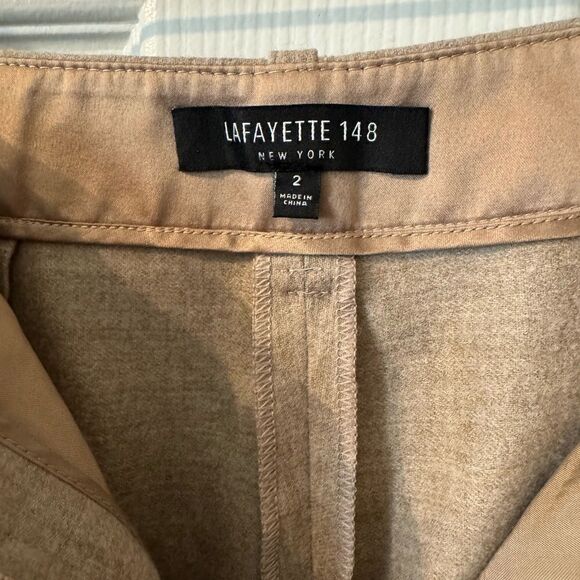 LAFAYETTE 148
NEW YORK
2
MADE IN
CHINA